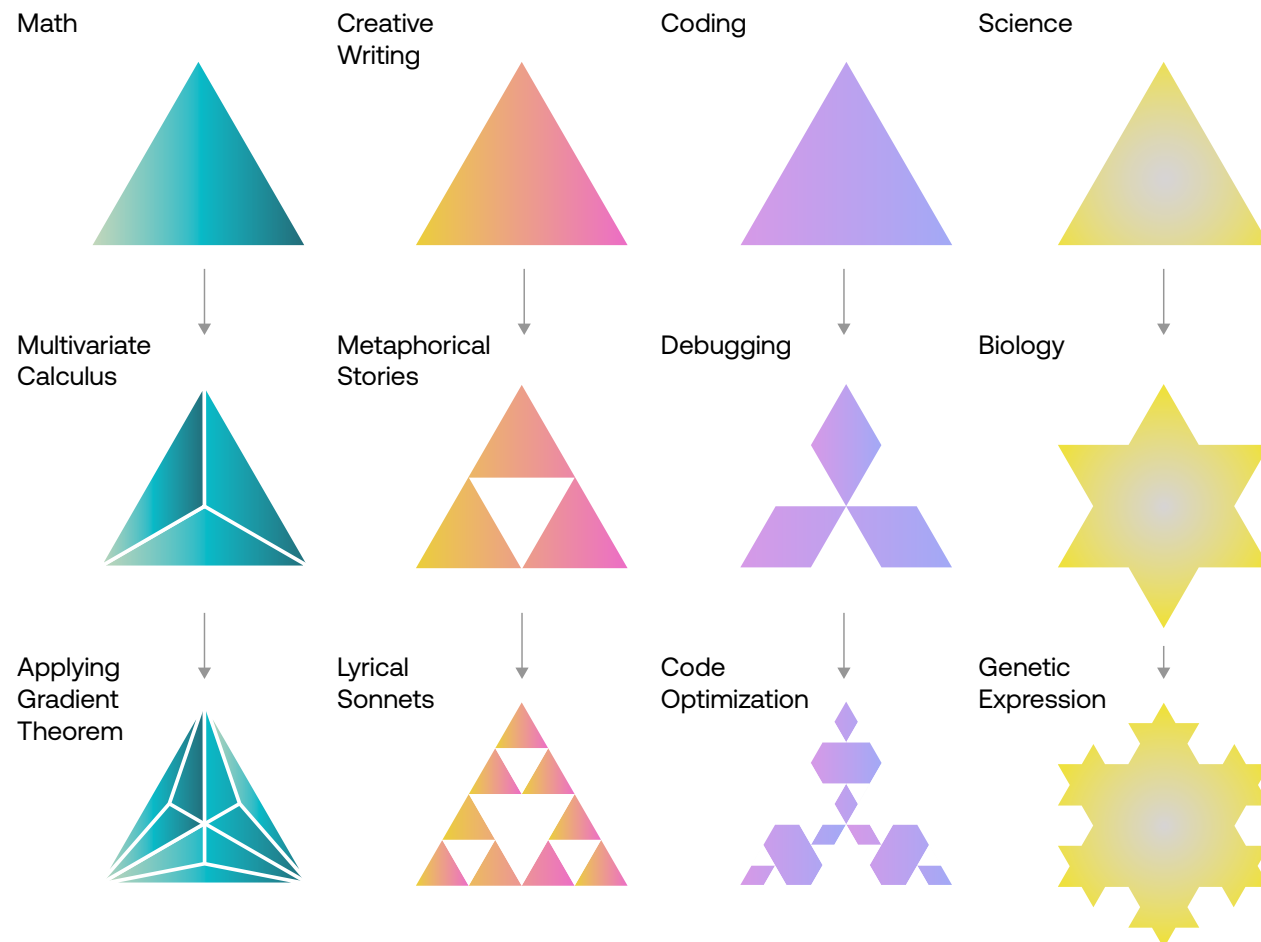 Math
Creative
Writing
Coding
Science
Multivariate
Calculus
Metaphorical
Stories
Debugging
Biology
Applying
Gradient
Theorem
Lyrical
Sonnets
Code
Optimization
Genetic
Expression